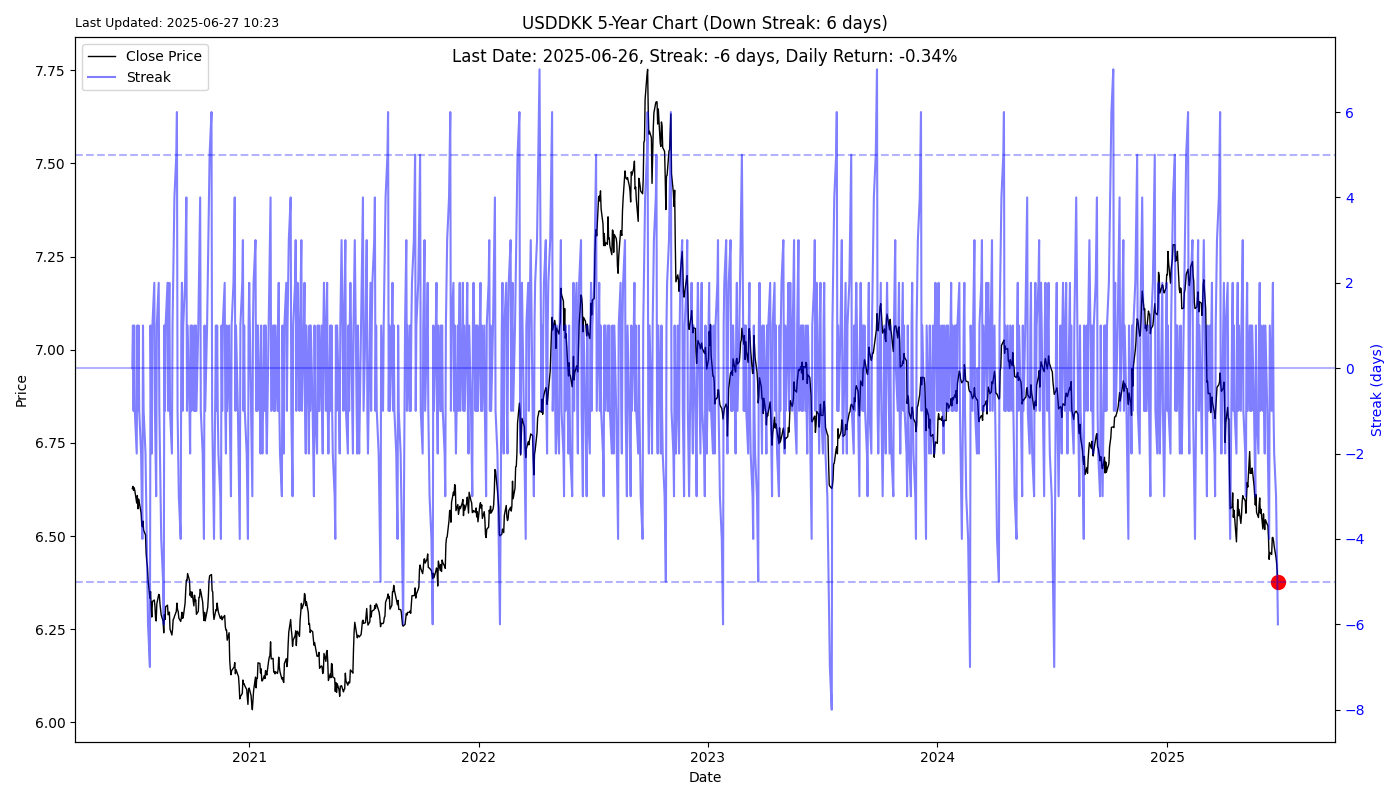 Last Updated: 2025-06-27 10:23
USDDKK 5-Year Chart (Down Streak: 6 days)
Last Date: 2025-06-26, Streak: -6 days, Daily Return: -0.34%
Close Price
Streak
7.75
7.50
7.25
7.00
6.75
6.50
6.25
6.00
Price
6
4
2
0
−2
−4
−6
−8
Streak (days)
2021
2022
2023
2024
2025
Date